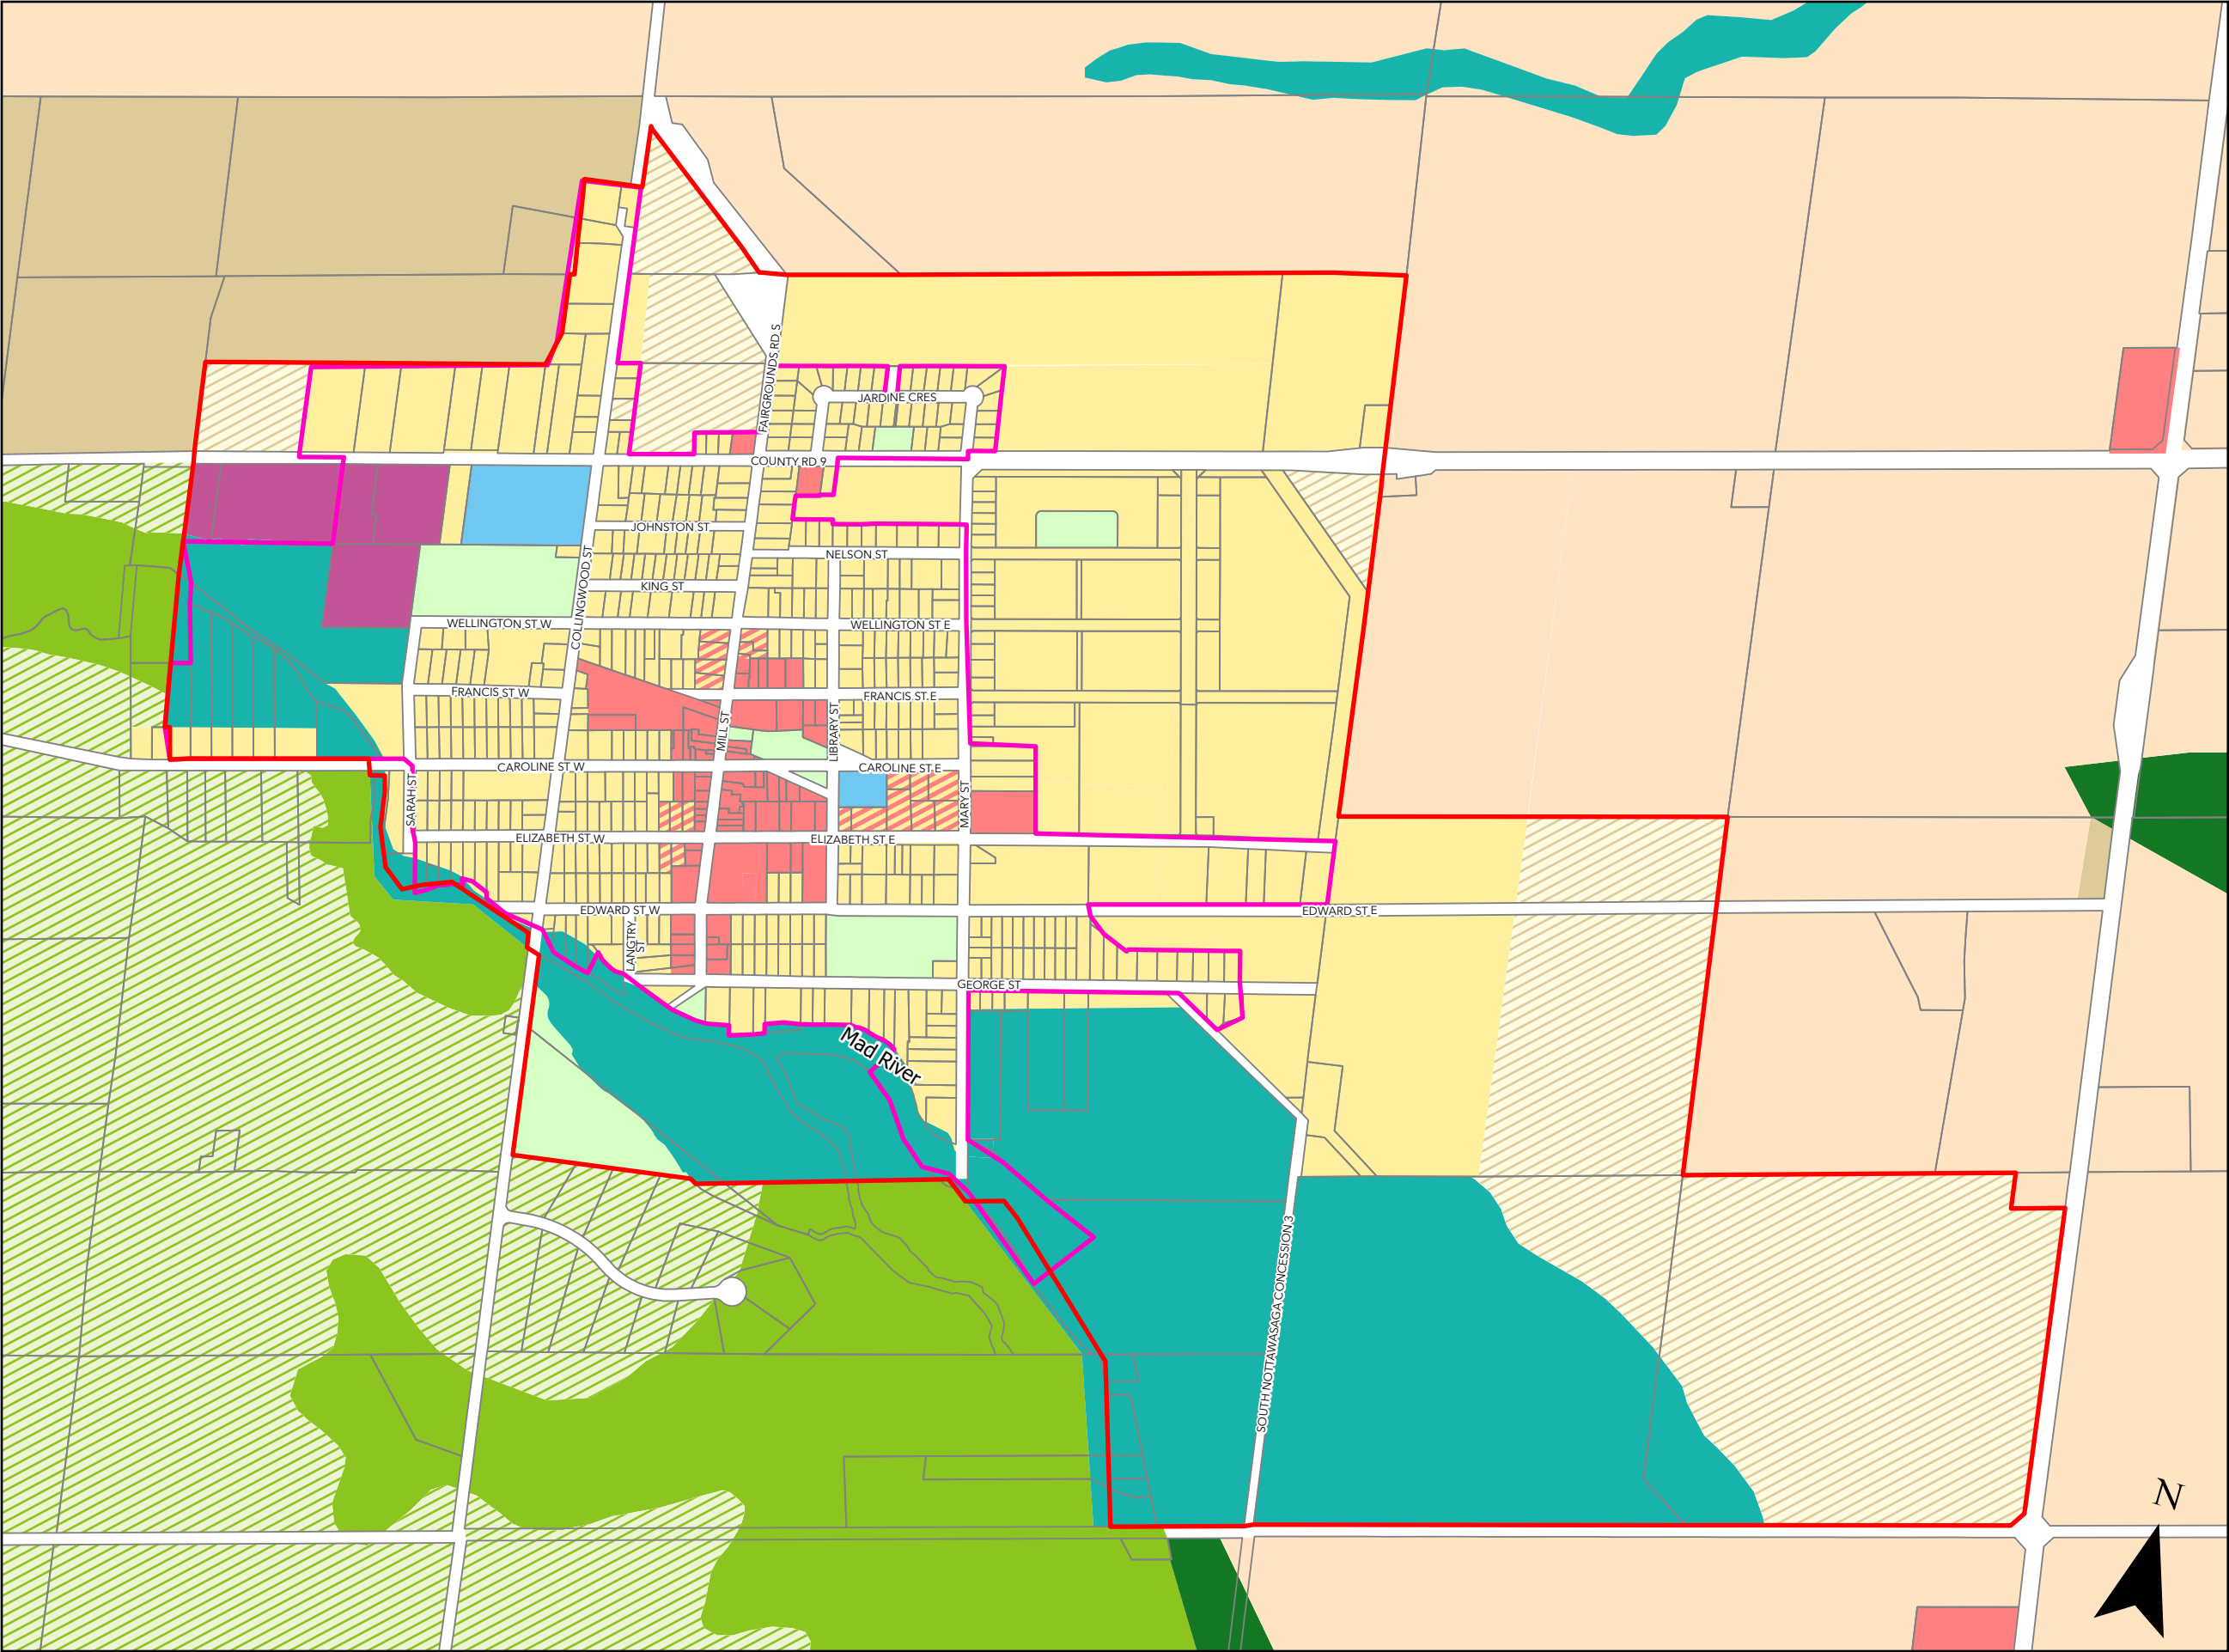 FAIRGROUNDS RD S
JARDINE CRES
COUNTY RD 9
JOHNSTON ST
NELSON ST
COLLINGWOOD ST
KING ST
WELLINGTON ST W
WELLINGTON ST E
FRANCIS ST W
FRANCIS ST E
MILL ST
LIBRARY ST
CAROLINE ST W
CAROLINE ST E
SARAH ST
MARY ST
ELIZABETH ST W
ELIZABETH ST E
EDWARD ST W
EDWARD ST E
LANGTRY
ST
GEORGE ST
Mad River
SOUTH NOTTAWASAGA CONCESSION 3
N